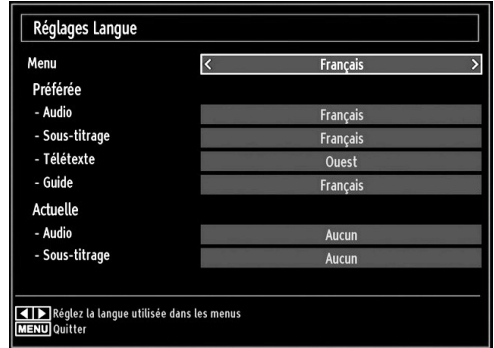 Réglages Langue
Menu < Français >
Préférée
- Audio Français
- Sous-titrage Français
- Télétexte Ouest
- Guide Français
Actuelle
- Audio Aucun
- Sous-titrage Aucun
Réglez la langue utilisée dans les menus
MENU Quitter